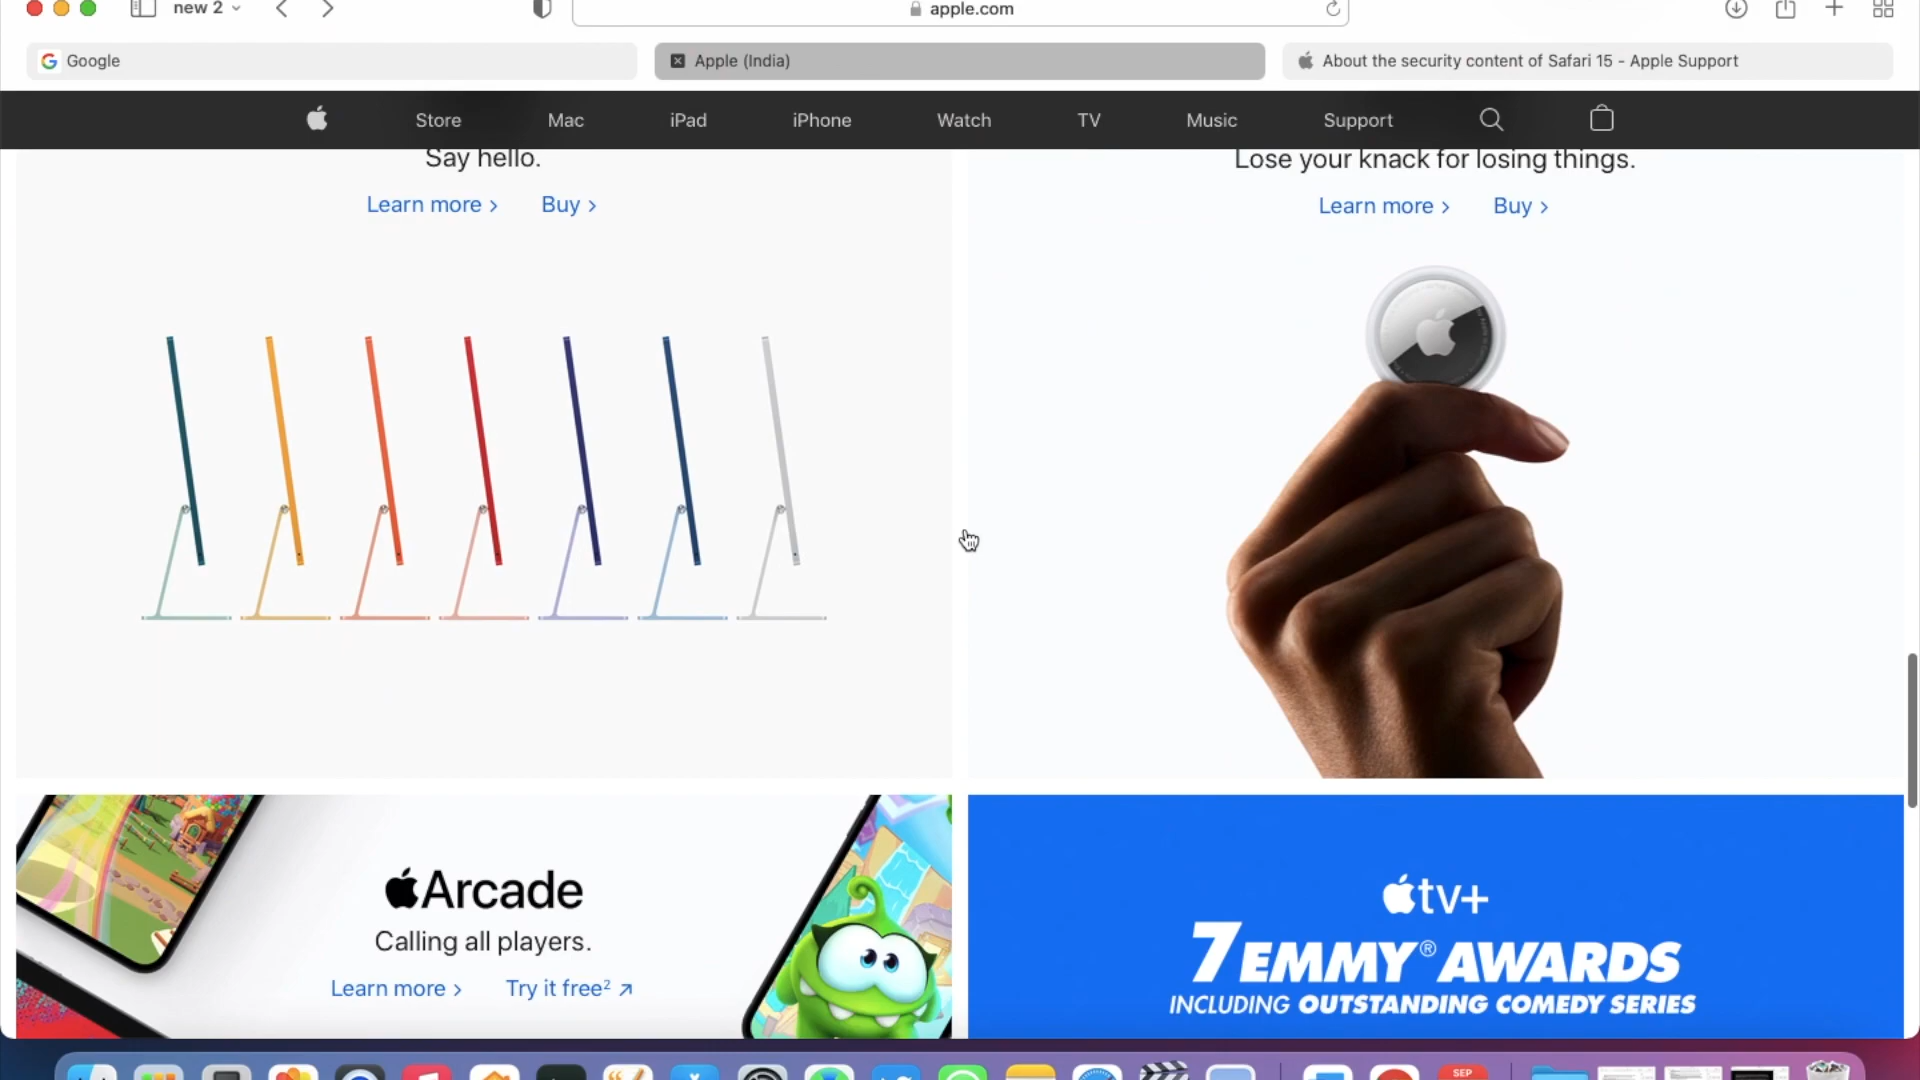 new 2
apple.com
Google
Apple (India)
About the security content of Safari 15 - Apple Support
Store
Mac
iPad
iPhone
Watch
TV
Music
Support
Say hello.
Learn more >
Buy >
Lose your knack for losing things.
Learn more >
Buy >
Arcade
Calling all players.
Learn more >
Try it free² ↗
tv+
7 EMMY® AWARDS
INCLUDING OUTSTANDING COMEDY SERIES
SEP